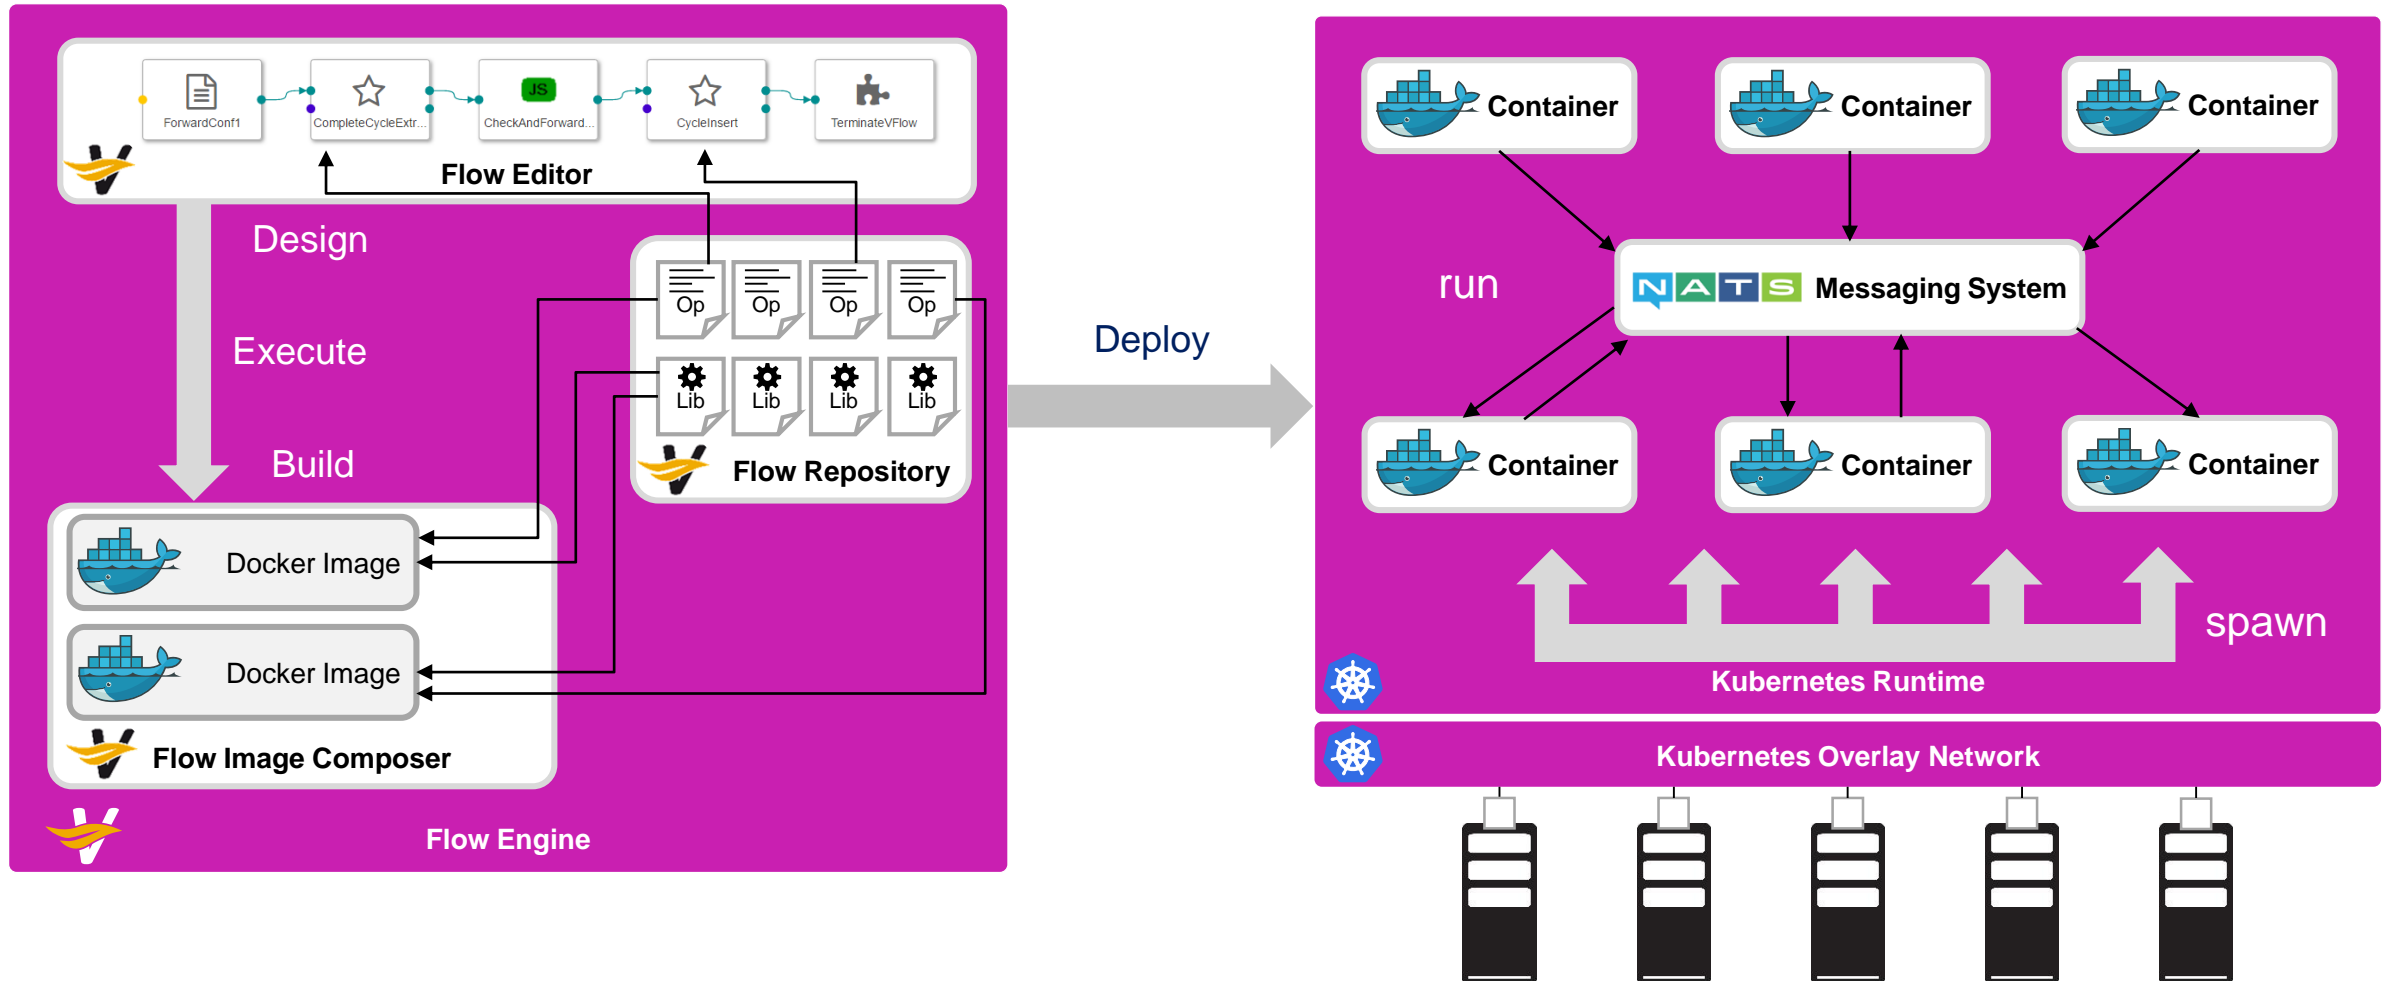 ForwardConf1
CompleteCycleExtr...
JS
CheckAndForward...
CycleInsert
TerminateVFlow
Flow Editor
Design
Execute
Build
Op
Op
Op
Op
Lib
Lib
Lib
Lib
Flow Repository
Docker Image
Docker Image
Flow Image Composer
Flow Engine
Deploy
Container
Container
Container
run
NATS Messaging System
Container
Container
Container
spawn
Kubernetes Runtime
Kubernetes Overlay Network